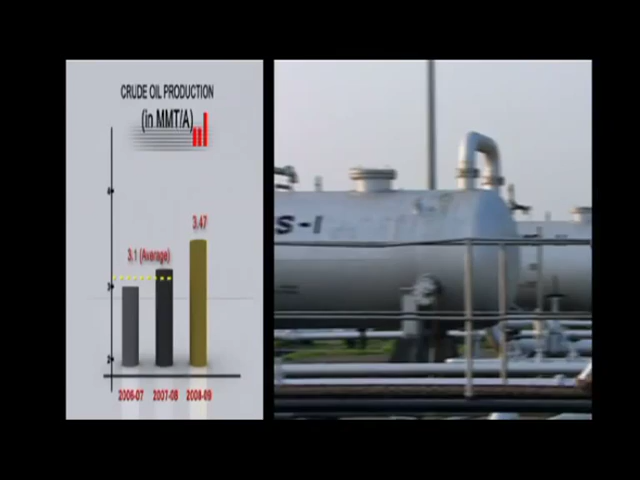 CRUDE OIL PRODUCTION
(in MMT/A)
3.47
3.1 (Average)
2006-07 2007-08 2008-09
S-I